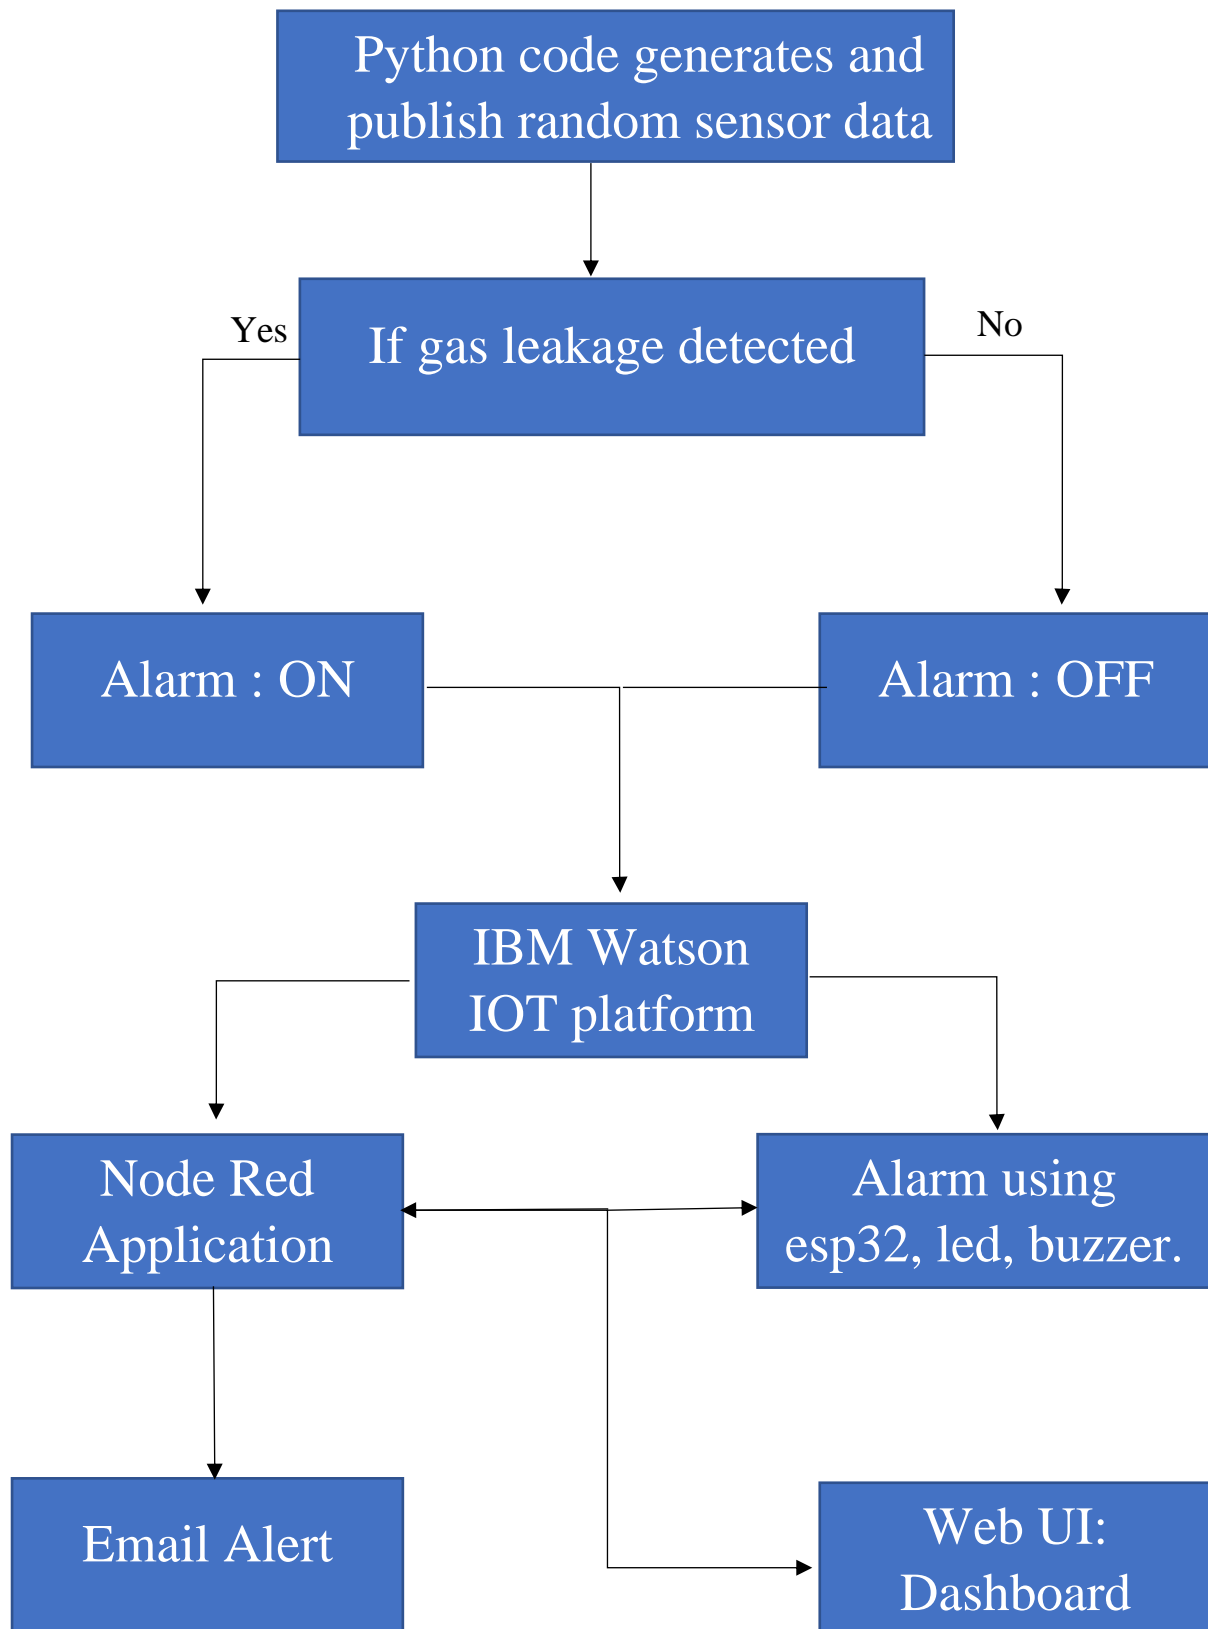 Python code generates and
publish random sensor data
If gas leakage detected
Yes
No
Alarm : ON
Alarm : OFF
IBM Watson
IOT platform
Node Red
Application
Alarm using
esp32, led, buzzer.
Email Alert
Web UI:
Dashboard